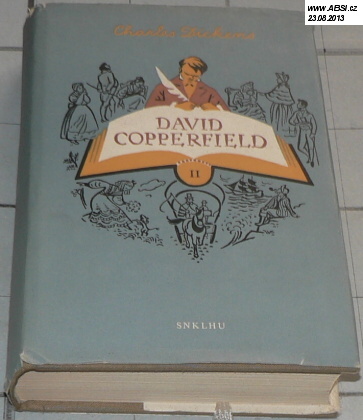 www.ABSI.cz
23.08.2013
Charles Dickens
DAVID
COPPERFIELD
II
SNKLHU